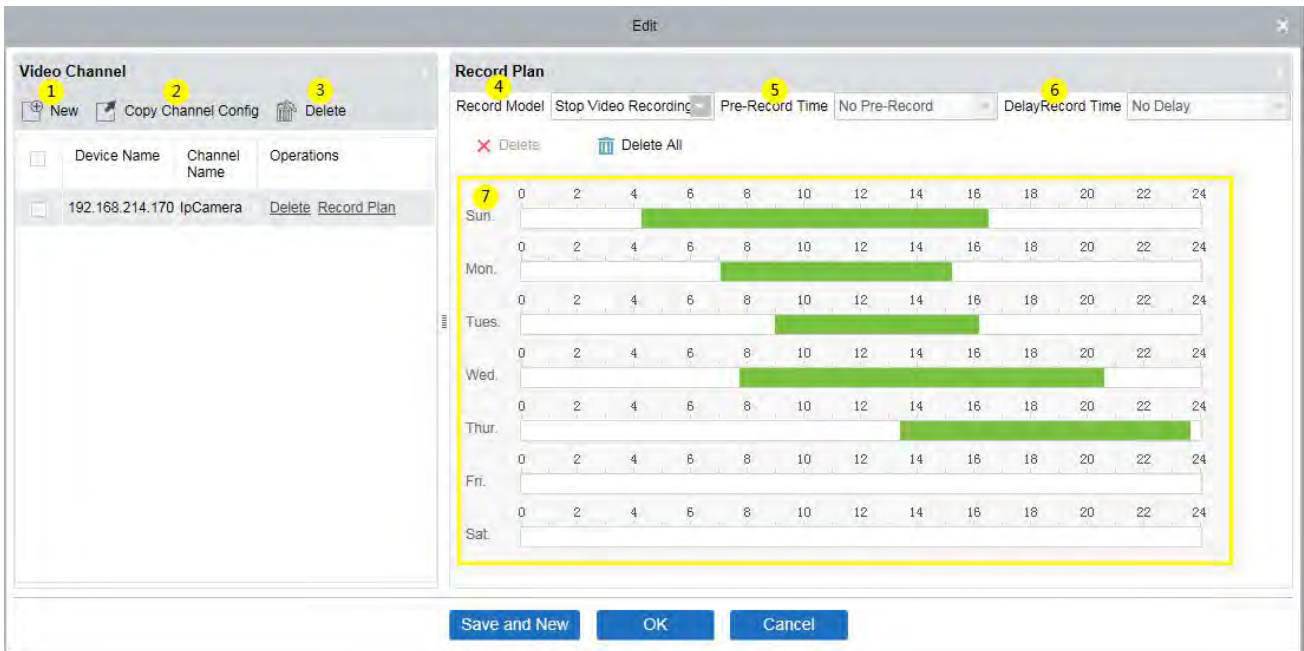 Edit
Video Channel
1 2 3
New Copy Channel Config Delete
Device Name Channel Name Operations
192.168.214.170 IpCamera Delete Record Plan
Record Plan
4 5 6
Record Model Stop Video Recording Pre-Record Time No Pre-Record DelayRecord Time No Delay
Delete Delete All
7
0 2 4 6 8 10 12 14 16 18 20 22 24
Sun.
0 2 4 6 8 10 12 14 16 18 20 22 24
Mon.
0 2 4 6 8 10 12 14 16 18 20 22 24
Tues.
0 2 4 6 8 10 12 14 16 18 20 22 24
Wed.
0 2 4 6 8 10 12 14 16 18 20 22 24
Thur.
0 2 4 6 8 10 12 14 16 18 20 22 24
Fri.
0 2 4 6 8 10 12 14 16 18 20 22 24
Sat.
Save and New OK Cancel